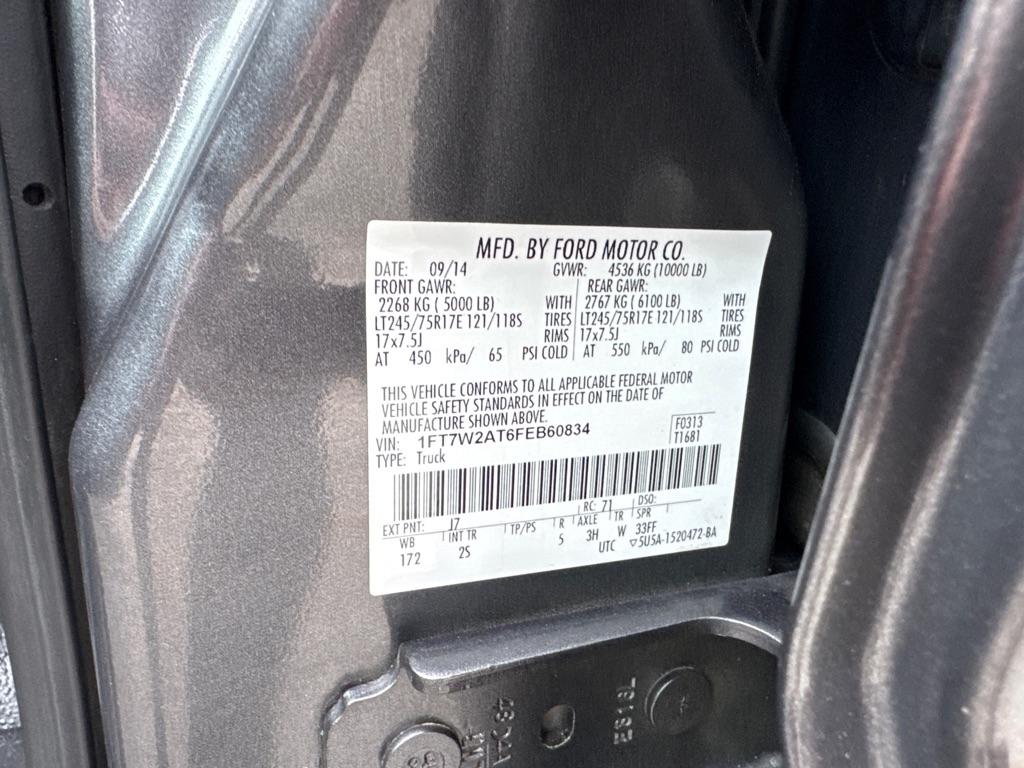 MFD. BY FORD MOTOR CO.
DATE: 09/14 GVWR: 4536 KG (10000 LB)
FRONT GAWR: REAR GAWR:
2268 KG ( 5000 LB) WITH 2767 KG ( 6100 LB) WITH
LT245/75R17E 121/118S TIRES LT245/75R17E 121/118S TIRES
17x7.5J RIMS 17x7.5J RIMS
AT 450 kPa/ 65 PSI COLD AT 550 kPa/ 80 PSI COLD
THIS VEHICLE CONFORMS TO ALL APPLICABLE FEDERAL MOTOR
VEHICLE SAFETY STANDARDS IN EFFECT ON THE DATE OF
MANUFACTURE SHOWN ABOVE.
VIN: 1FT7W2AT6FEB60834 F0313
TYPE: Truck T1681
EXT PNT: J7 RC: 71 DSO:
WB INT TR TP/PS R AXLE TR SPR
172 2S 5 3H W 33FF
UTC ▽5U5A-1520472-BA